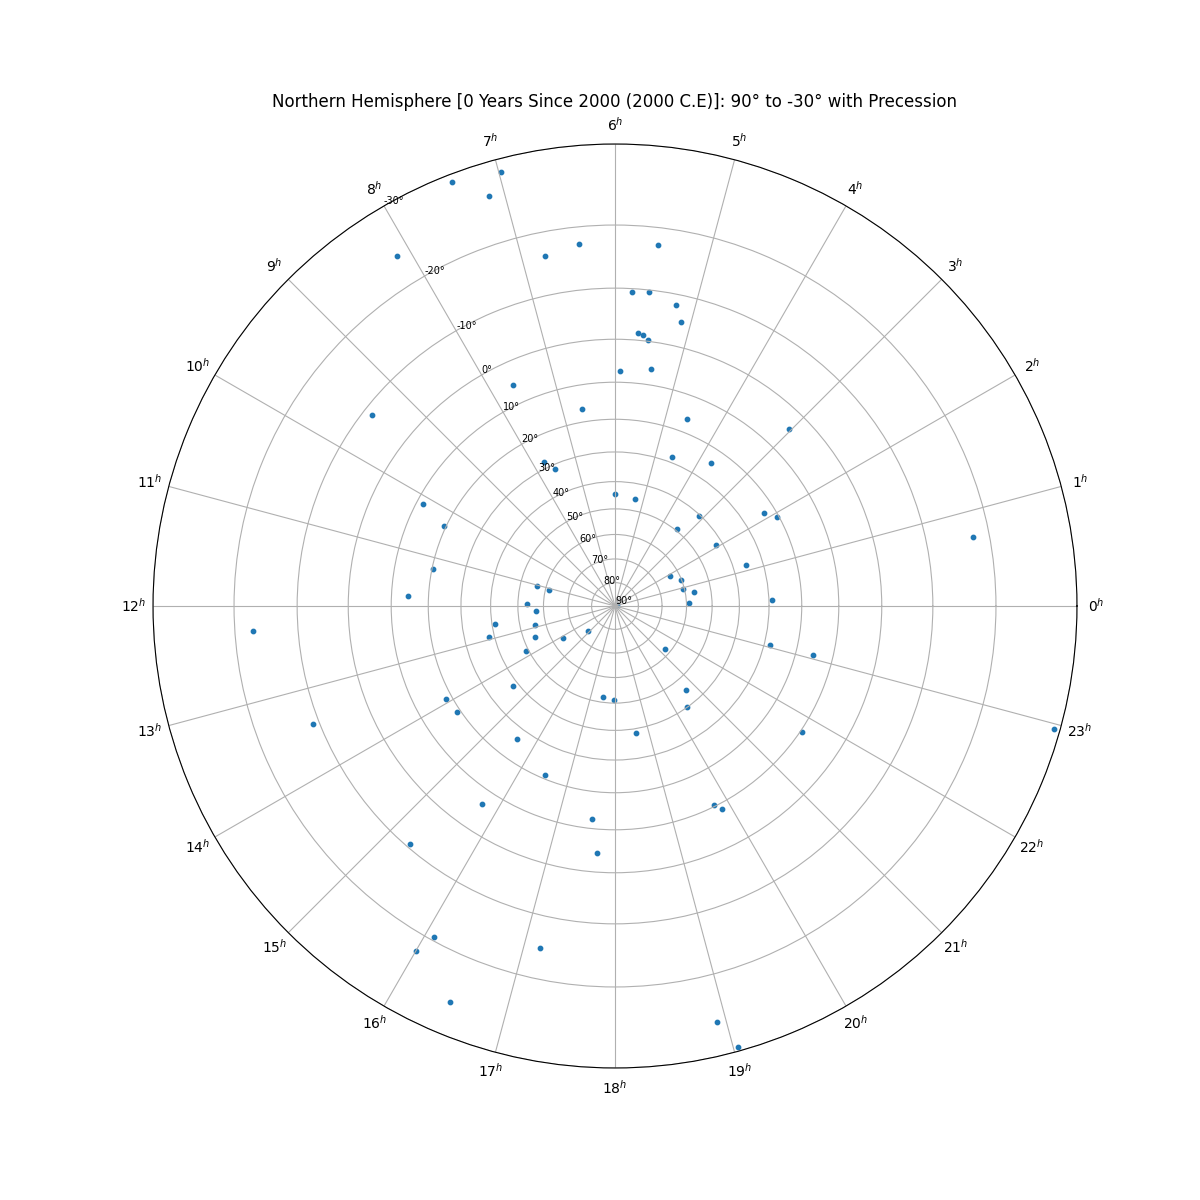 Northern Hemisphere [0 Years Since 2000 (2000 C.E)]: 90° to -30° with Precession
6h
7h
5h
8h
4h
-30°
9h
3h
-20°
-10°
10h
2h
0°
10°
20°
30°
11h
1h
40°
50°
60°
70°
80°
90°
12h
0h
13h
23h
14h
22h
15h
21h
16h
20h
17h
19h
18h